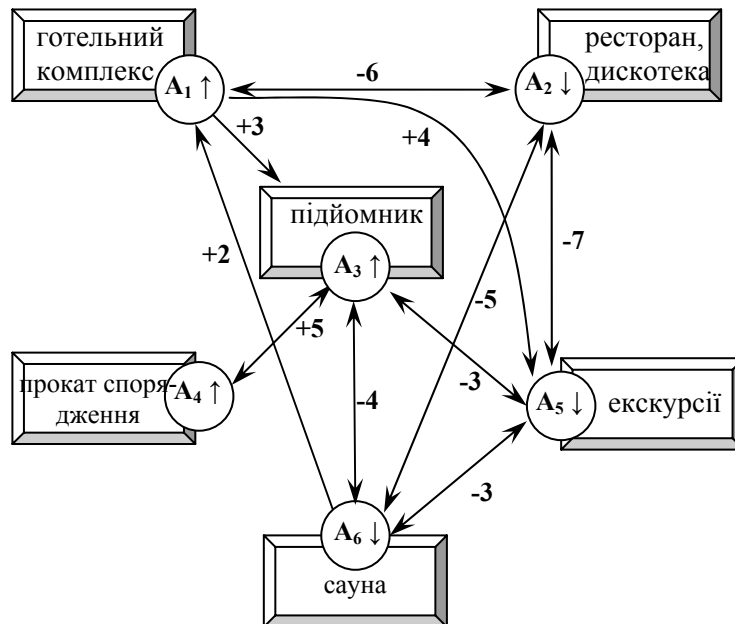 готельний
комплекс
A₁ ↑
ресторан,
дискотека
A₂ ↓
-6
+3
+4
підйомник
A₃ ↑
+2
-7
-5
+5
-3
-4
прокат споря-
дження
A₄ ↑
A₅ ↓
екскурсії
-3
A₆ ↓
сауна